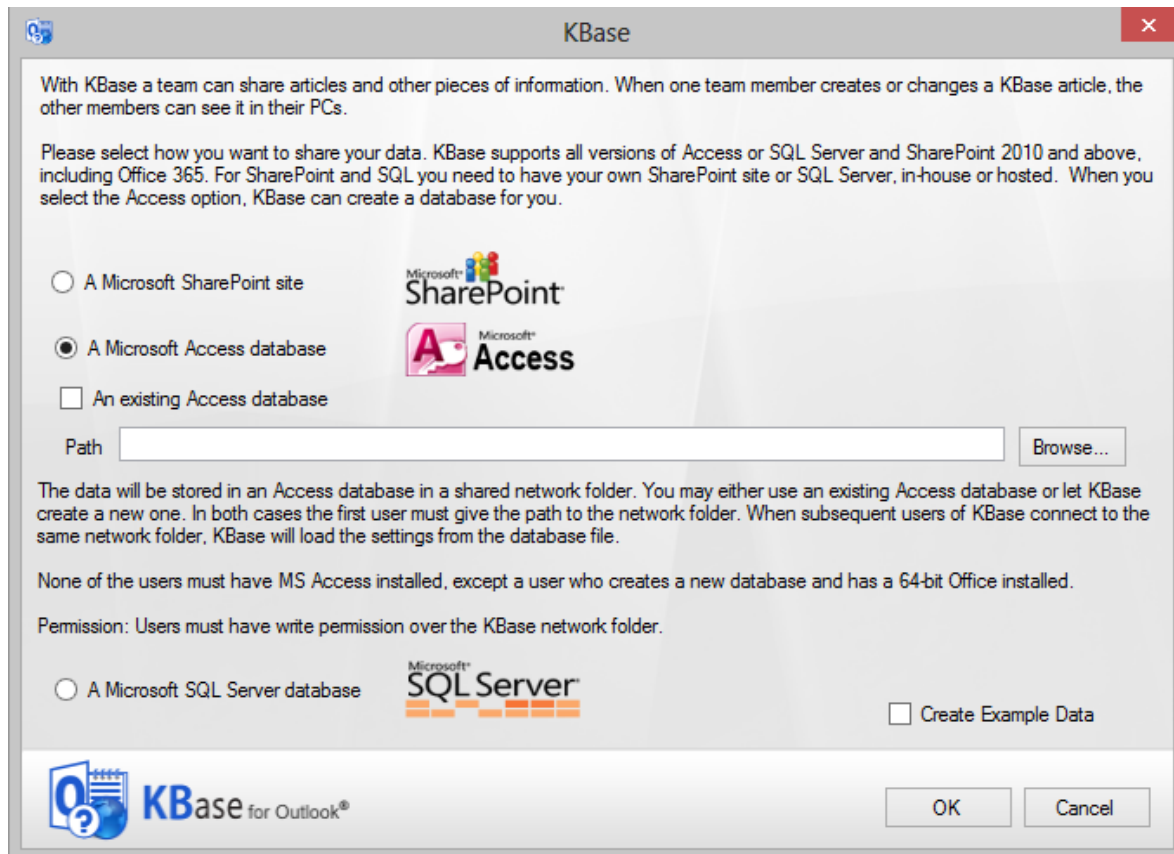 KBase
With KBase a team can share articles and other pieces of information. When one team member creates or changes a KBase article, the
other members can see it in their PCs.
Please select how you want to share your data. KBase supports all versions of Access or SQL Server and SharePoint 2010 and above,
including Office 365. For SharePoint and SQL you need to have your own SharePoint site or SQL Server, in-house or hosted.  When you
select the Access option, KBase can create a database for you.
A Microsoft SharePoint site
Microsoft®
SharePoint®
A Microsoft Access database
A
Microsoft®
Access
An existing Access database
Path
Browse...
The data will be stored in an Access database in a shared network folder. You may either use an existing Access database or let KBase
create a new one. In both cases the first user must give the path to the network folder. When subsequent users of KBase connect to the
same network folder, KBase will load the settings from the database file.
None of the users must have MS Access installed, except a user who creates a new database and has a 64-bit Office installed.
Permission: Users must have write permission over the KBase network folder.
A Microsoft SQL Server database
Microsoft®
SQL Server®
Create Example Data
KBase for Outlook®
OK
Cancel